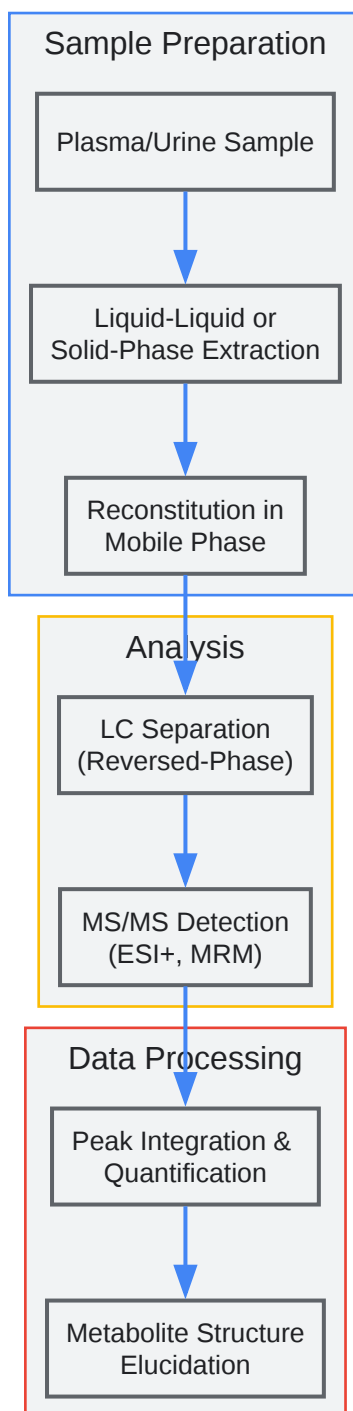 Sample Preparation
Plasma/Urine Sample
Liquid-Liquid or
Solid-Phase Extraction
Reconstitution in
Mobile Phase
Analysis
LC Separation
(Reversed-Phase)
MS/MS Detection
(ESI+, MRM)
Data Processing
Peak Integration &
Quantification
Metabolite Structure
Elucidation